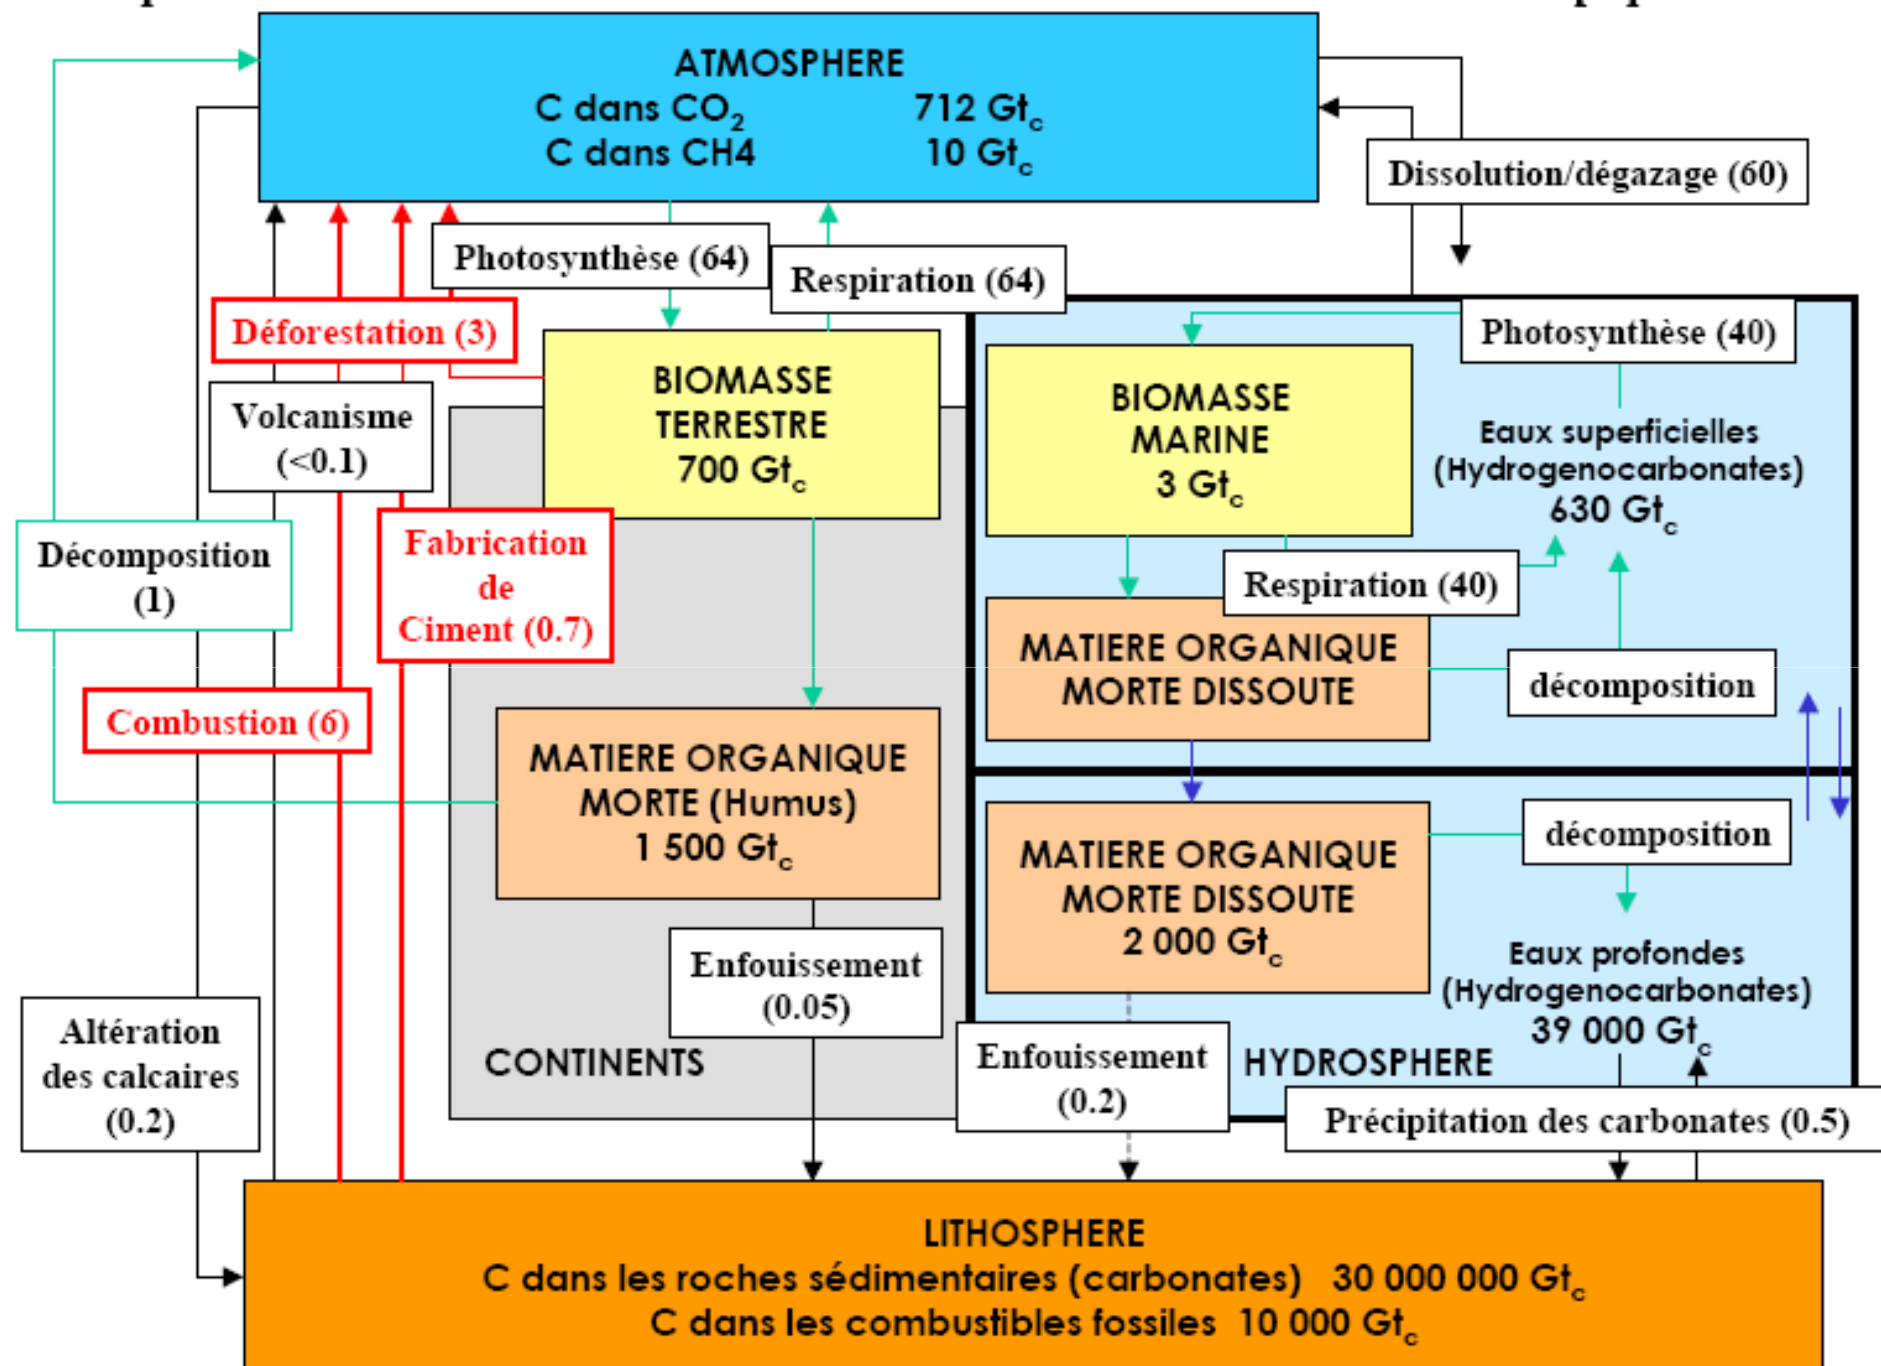 ATMOSPHERE
C dans CO2 712 Gtc
C dans CH4 10 Gtc
Dissolution/dégazage (60)
Photosynthèse (64)
Respiration (64)
Déforestation (3)
Photosynthèse (40)
Volcanisme
(<0.1)
BIOMASSE
TERRESTRE
700 Gtc
BIOMASSE
MARINE
3 Gtc
Eaux superficielles
(Hydrogenocarbonates)
630 Gtc
Décomposition
(1)
Fabrication
de
Ciment (0.7)
Respiration (40)
MATIERE ORGANIQUE
MORTE DISSOUTE
décomposition
Combustion (6)
MATIERE ORGANIQUE
MORTE (Humus)
1 500 Gtc
MATIERE ORGANIQUE
MORTE DISSOUTE
2 000 Gtc
décomposition
Eaux profondes
(Hydrogenocarbonates)
39 000 Gtc
Enfouissement
(0.05)
Altération
des calcaires
(0.2)
CONTINENTS
Enfouissement
(0.2)
HYDROSPHERE
Précipitation des carbonates (0.5)
LITHOSPHERE
C dans les roches sédimentaires (carbonates) 30 000 000 Gtc
C dans les combustibles fossiles 10 000 Gtc